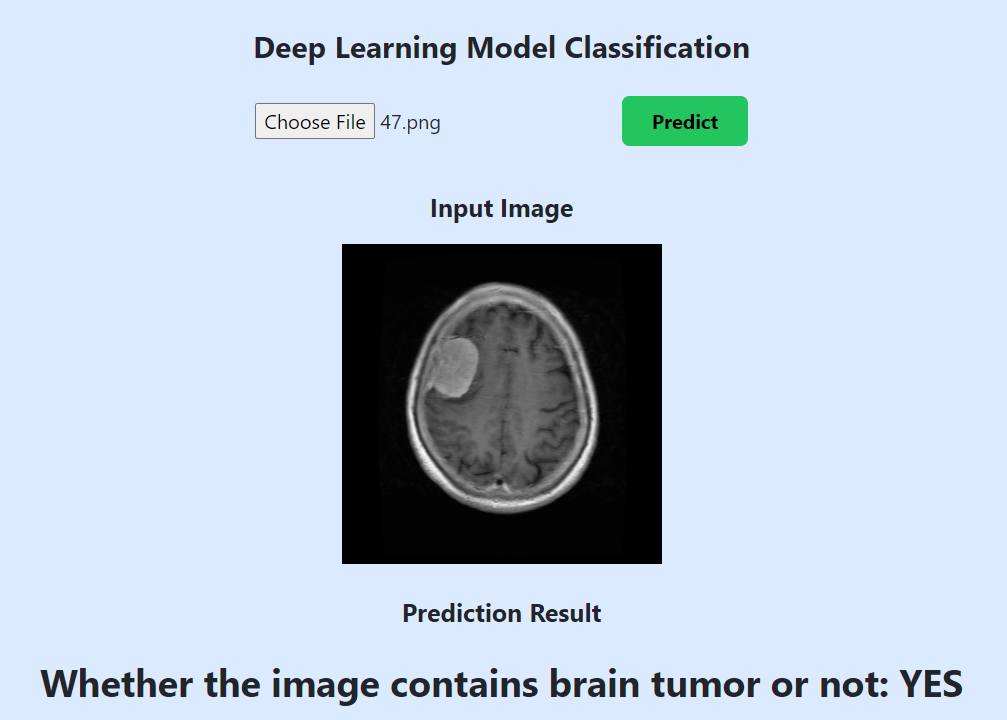 Deep Learning Model Classification
Choose File 47.png Predict
Input Image
Prediction Result
Whether the image contains brain tumor or not: YES